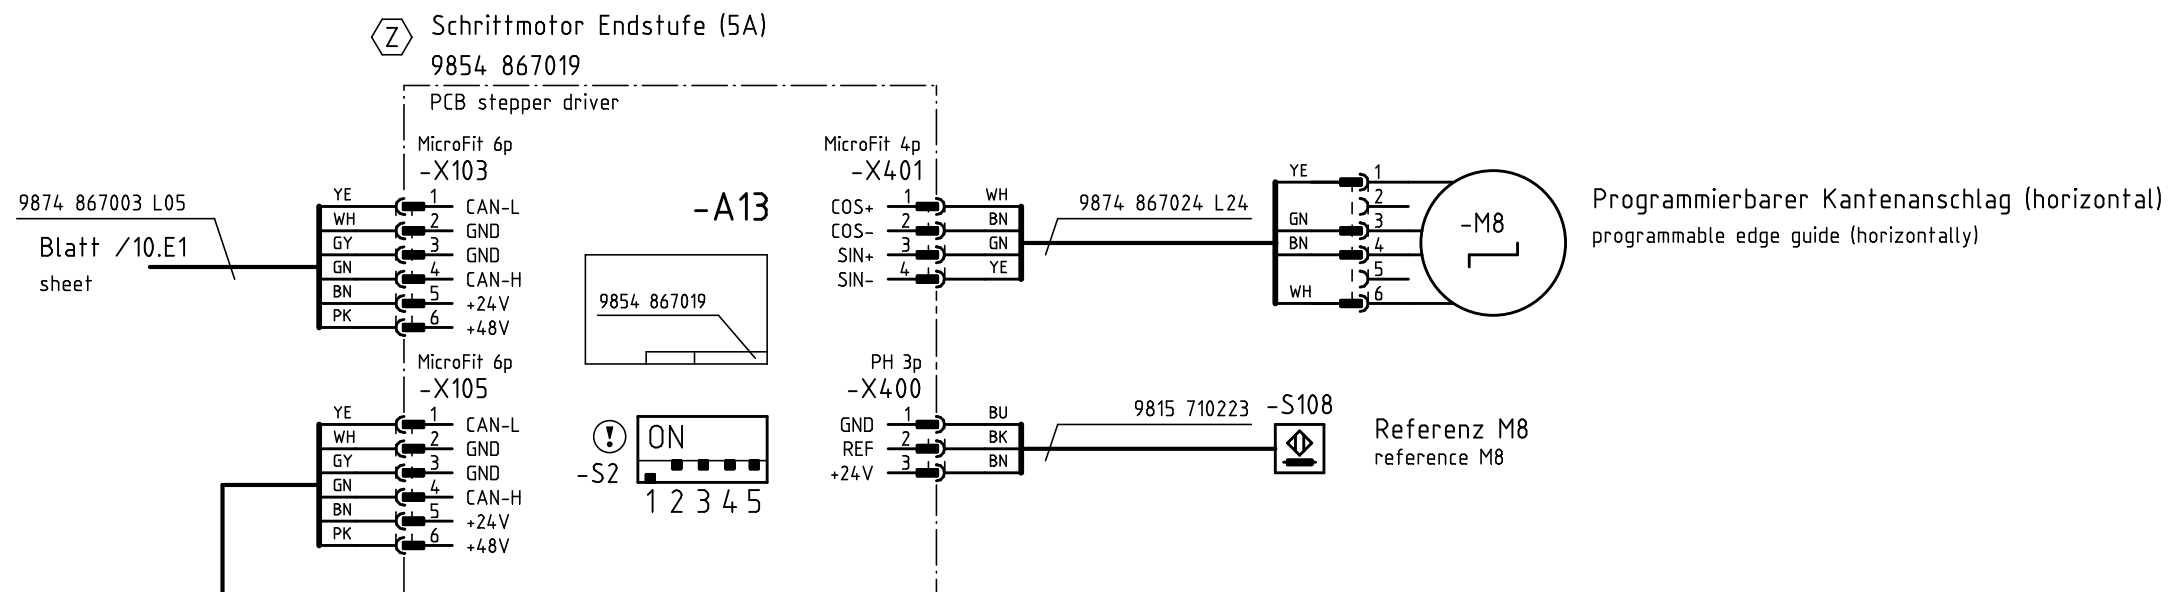 Z Schrittmotor Endstufe (5A)
9854 867019
PCB stepper driver
MicroFit 6p
-X103
9874 867003 L05
Blatt /10.E1
sheet
YE 1 CAN-L
WH 2 GND
GY 3 GND
GN 4 CAN-H
BN 5 +24V
PK 6 +48V
MicroFit 6p
-X105
YE 1 CAN-L
WH 2 GND
GY 3 GND
GN 4 CAN-H
BN 5 +24V
PK 6 +48V
-A13
9854 867019
! ON
-S2
1 2 3 4 5
MicroFit 4p
-X401
COS+ 1 WH
COS- 2 BN
SIN+ 3 GN
SIN- 4 YE
9874 867024 L24
YE 1
2
GN 3
BN 4
5
WH 6
-M8
Programmierbarer Kantenanschlag (horizontal)
programmable edge guide (horizontally)
PH 3p
-X400
GND 1 BU
REF 2 BK
+24V 3 BN
9815 710223
-S108
Referenz M8
reference M8